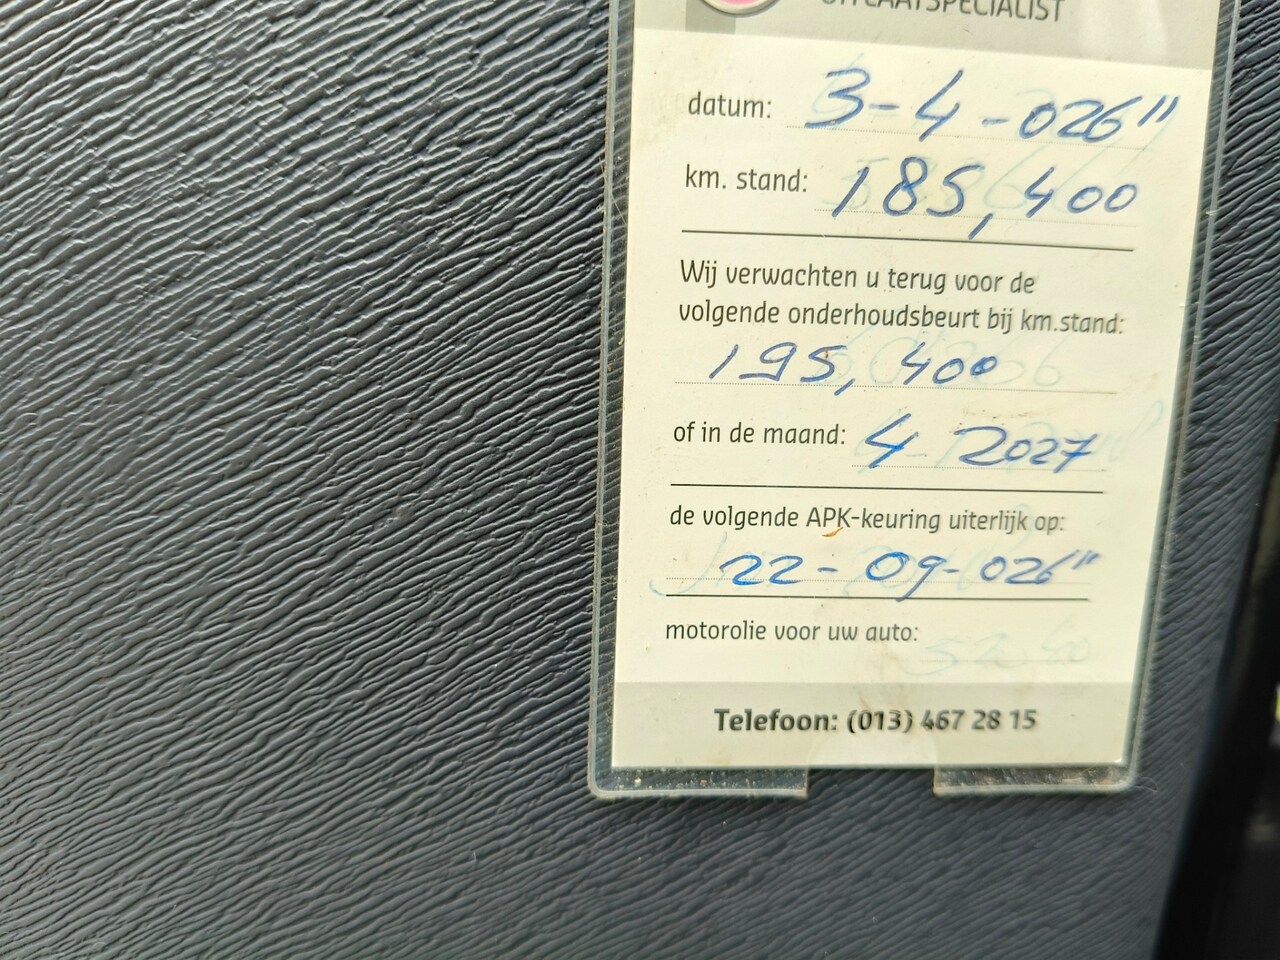 UITLAATSPECIALIST
datum: 3-4-026"
km. stand: 185,400
Wij verwachten u terug voor de
volgende onderhoudsbeurt bij km.stand:
195,400
of in de maand: 4 2027
de volgende APK-keuring uiterlijk op:
22-09-026"
motorolie voor uw auto:
Telefoon: (013) 467 28 15